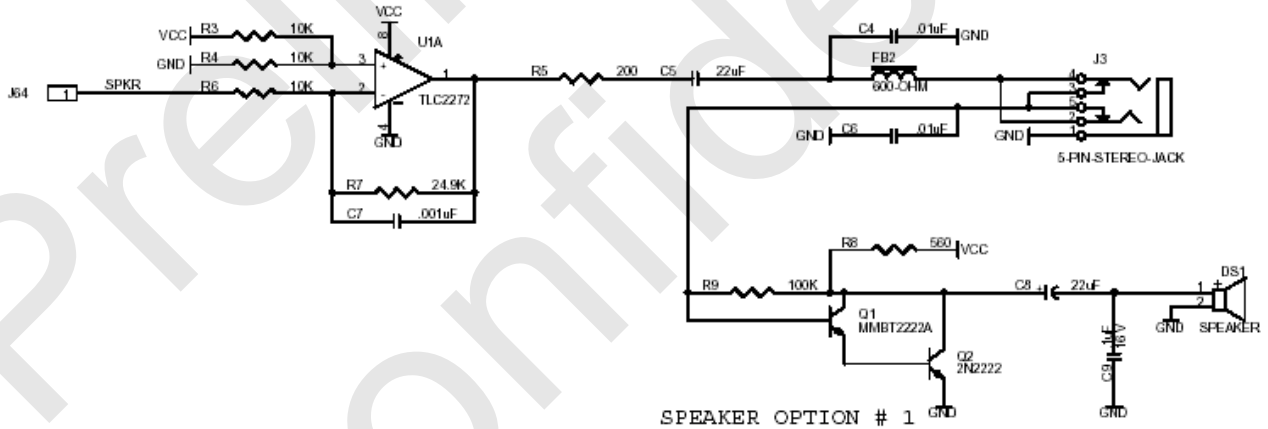 VCC
VCC R3 10K
U1A
C4 .01uF GND
GND R4 10K
8
3 +
1
R5 200 C5 22uF
FB2
600-OHM
J3
J64 1 SPKR R6 10K
2 -
TLC2272
4
GND
4
3
5
2
GND C6 .01uF
GND 1
5-PIN-STEREO-JACK
R7 24.9K
C7 .001uF
R8 560 VCC
R9 100K
C8 + 22uF
DS1
1 +
2
GND SPEAKER
Q1
MMBT2222A
.1uF
16V
C9
Q2
2N2222
GND
GND
SPEAKER OPTION # 1